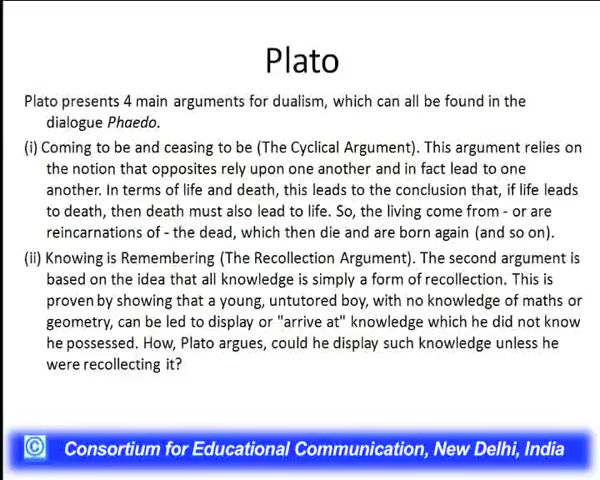 Plato
Plato presents 4 main arguments for dualism, which can all be found in the
dialogue Phaedo.
(i) Coming to be and ceasing to be (The Cyclical Argument). This argument relies on
the notion that opposites rely upon one another and in fact lead to one
another. In terms of life and death, this leads to the conclusion that, if life leads
to death, then death must also lead to life. So, the living come from - or are
reincarnations of - the dead, which then die and are born again (and so on).
(ii) Knowing is Remembering (The Recollection Argument). The second argument is
based on the idea that all knowledge is simply a form of recollection. This is
proven by showing that a young, untutored boy, with no knowledge of maths or
geometry, can be led to display or "arrive at" knowledge which he did not know
he possessed. How, Plato argues, could he display such knowledge unless he
were recollecting it?
© Consortium for Educational Communication, New Delhi, India